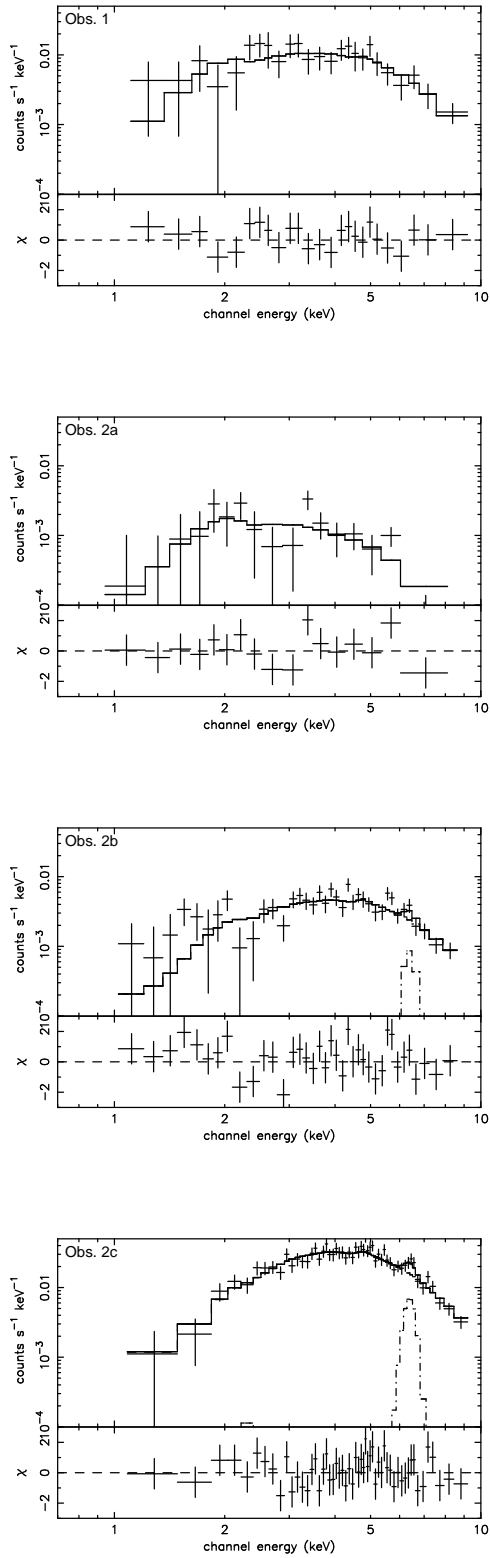 Obs. 1
0.01
10⁻³
10⁻⁴
counts s⁻¹ keV⁻¹
210
0
−2
χ
1 2 5 10
channel energy (keV)
Obs. 2a
0.01
10⁻³
10⁻⁴
counts s⁻¹ keV⁻¹
210
0
−2
χ
1 2 5 10
channel energy (keV)
Obs. 2b
0.01
10⁻³
10⁻⁴
counts s⁻¹ keV⁻¹
210
0
−2
χ
1 2 5 10
channel energy (keV)
Obs. 2c
0.01
10⁻³
10⁻⁴
counts s⁻¹ keV⁻¹
210
0
−2
χ
1 2 5 10
channel energy (keV)